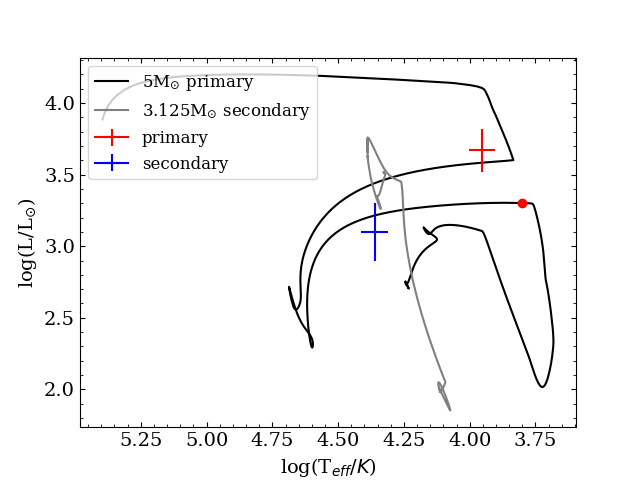 5M⊙ primary
3.125M⊙ secondary
primary
secondary
log(L/L⊙)
4.0
3.5
3.0
2.5
2.0
5.25 5.00 4.75 4.50 4.25 4.00 3.75
log(Teff/K)